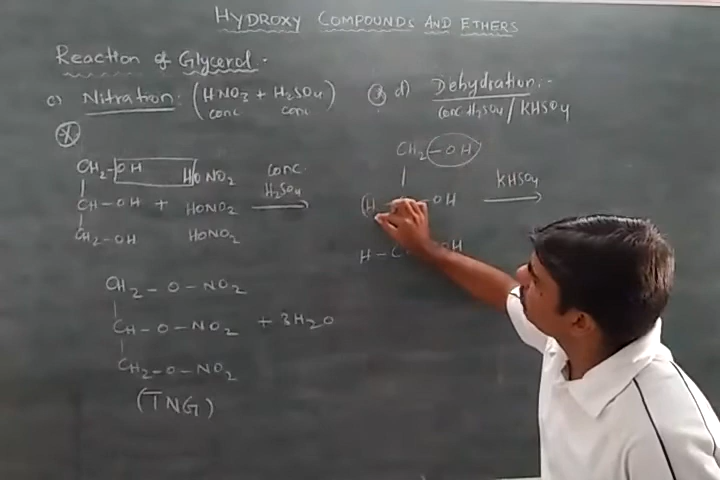 HYDROXY COMPOUNDS AND ETHERS
Reaction of Glycerol:-
c) Nitration: (HNO3 + H2SO4)
conc conc
CH2-OH HONO2 conc.
H2SO4
CH-OH + HONO2
CH2-OH HONO2
CH2-O-NO2
CH-O-NO2 + 3H2O
CH2-O-NO2
(TNG)
d) Dehydration:-
conc H2SO4/KHSO4
CH2-OH
KHSO4
(H - -OH
H-C OH